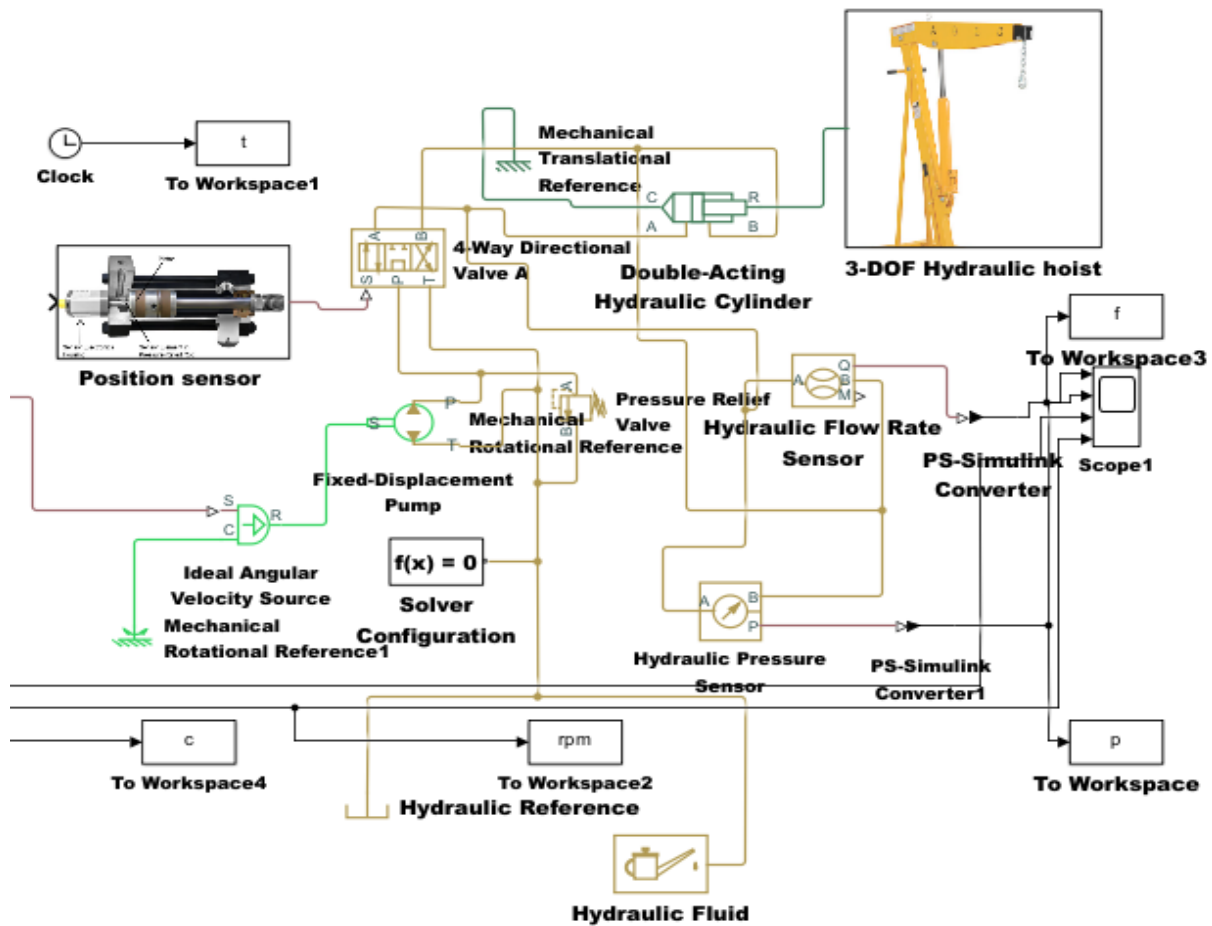 t
Clock
To Workspace1
Mechanical
Translational
Reference
C
R
A
B
A
B
S
P
T
4-Way Directional
Valve A
Double-Acting
Hydraulic Cylinder
3-DOF Hydraulic hoist
Position sensor
f
To Workspace3
Scope1
A
Q
B
M
Hydraulic Flow Rate
Sensor
PS-Simulink
Converter
A
B
Pressure Relief
Valve
S
P
T
Mechanical
Rotational Reference
Fixed-Displacement
Pump
S
C
R
Ideal Angular
Velocity Source
Mechanical
Rotational Reference1
f(x) = 0
Solver
Configuration
A
B
P
Hydraulic Pressure
Sensor
PS-Simulink
Converter1
c
To Workspace4
rpm
To Workspace2
p
To Workspace
Hydraulic Reference
Hydraulic Fluid